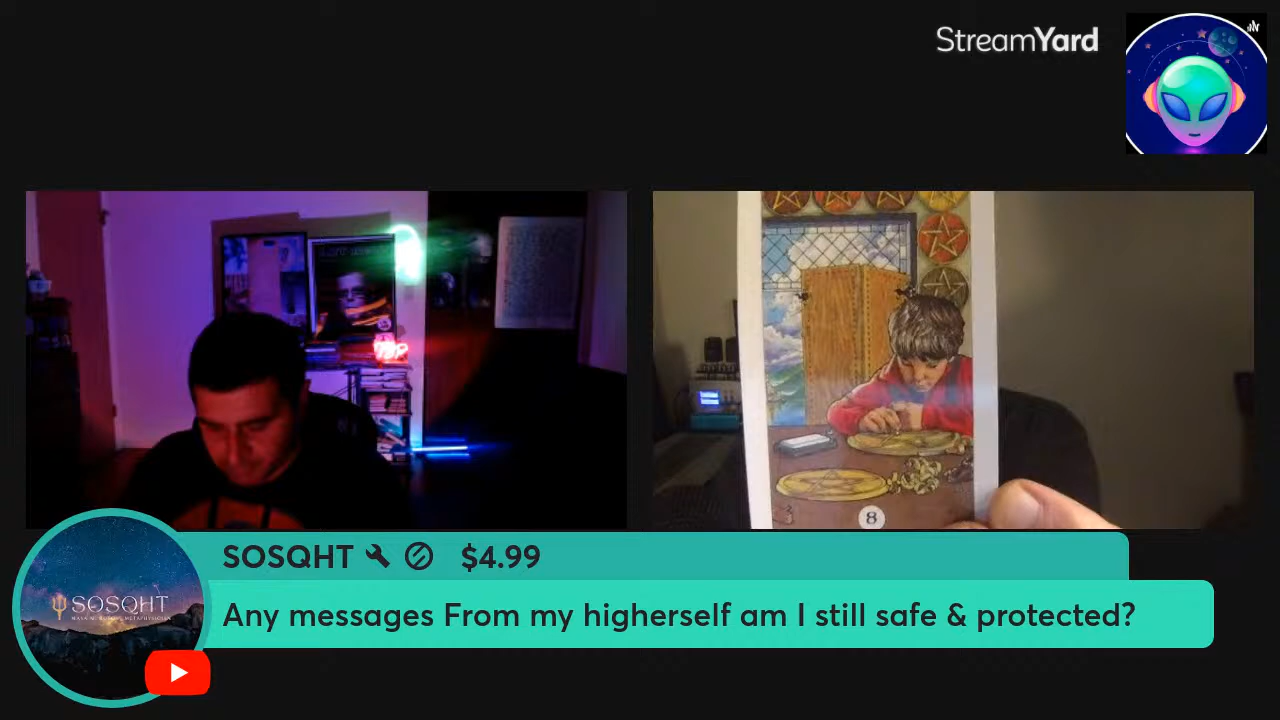 StreamYard
SOSQHT $4.99
Any messages From my higherself am I still safe & protected?
SOSQHT
8